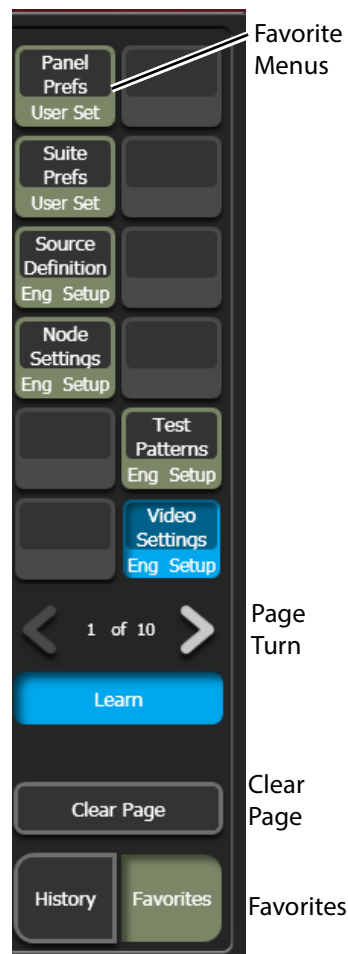 Favorite
Menus
Panel
Prefs
User Set
Suite
Prefs
User Set
Source
Definition
Eng Setup
Node
Settings
Eng Setup
Test
Patterns
Eng Setup
Video
Settings
Eng Setup
1 of 10
Page
Turn
Learn
Clear Page
Clear
Page
History
Favorites
Favorites